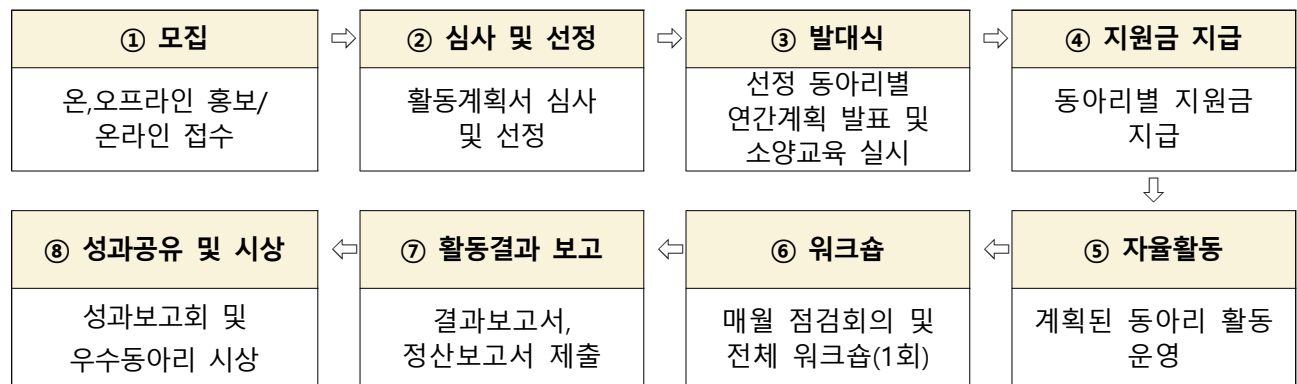 ① 모집
온,오프라인 홍보/
온라인 접수
② 심사 및 선정
활동계획서 심사
및 선정
③ 발대식
선정 동아리별
연간계획 발표 및
소양교육 실시
④ 지원금 지급
동아리별 지원금
지급
⑤ 자율활동
계획된 동아리 활동
운영
⑥ 워크숍
매월 점검회의 및
전체 워크숍(1회)
⑦ 활동결과 보고
결과보고서,
정산보고서 제출
⑧ 성과공유 및 시상
성과보고회 및
우수동아리 시상